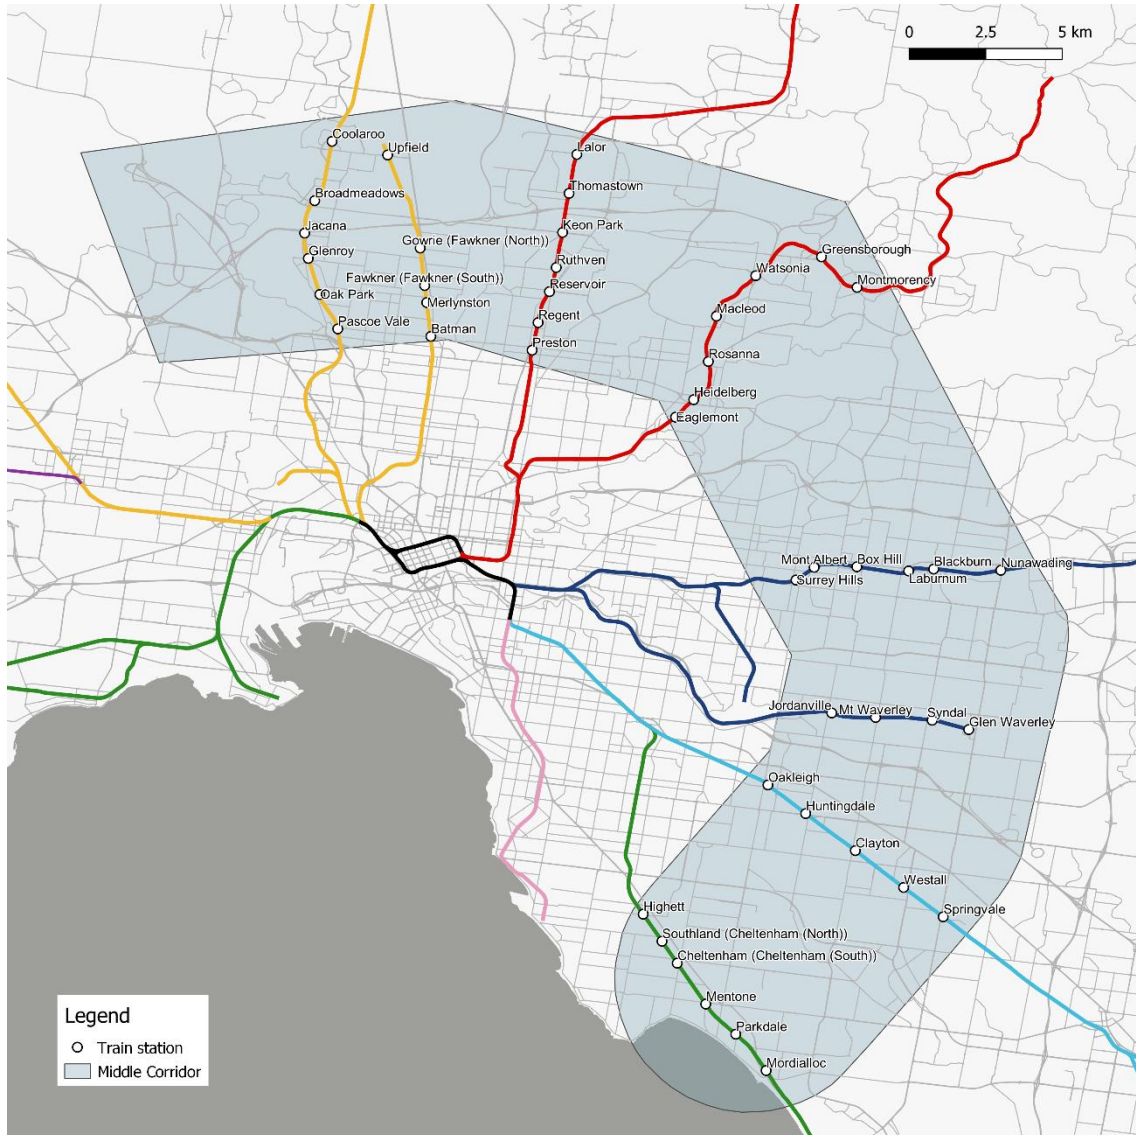 0 2.5 5 km
Coolaroo
Upfield
Lalor
Broadmeadows
Thomastown
Jacana
Keon Park
Glenroy
Gowrie (Fawkner (North))
Greensborough
Ruthven
Watsonia
Fawkner (Fawkner (South))
Montmorency
Oak Park
Reservoir
Merlynston
Macleod
Pascoe Vale
Regent
Batman
Preston
Rosanna
Heidelberg
Eaglemont
Mont Albert
Box Hill
Blackburn
Nunawading
Surrey Hills
Laburnum
Jordanville
Mt Waverley
Syndal
Glen Waverley
Oakleigh
Huntingdale
Clayton
Westall
Highett
Springvale
Southland (Cheltenham (North))
Cheltenham (Cheltenham (South))
Mentone
Parkdale
Mordialloc
Legend
Train station
Middle Corridor